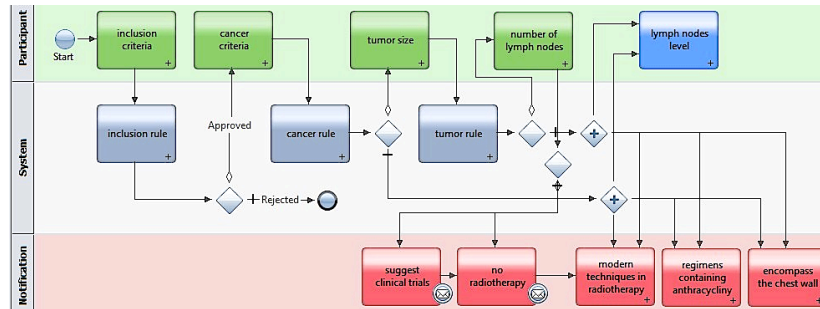 Participant
inclusion
criteria
cancer
criteria
tumor size
number of
lymph nodes
lymph nodes
level
Start
System
inclusion rule
Approved
cancer rule
tumor rule
Rejected
Notification
suggest
clinical trials
no
radiotherapy
modern
techniques in
radiotherapy
regimens
containing
anthracycliny
encompass
the chest wall